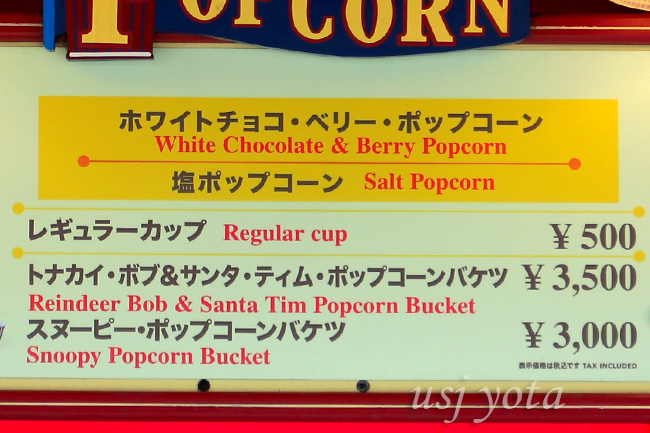 POPCORN
ホワイトチョコ・ベリー・ポップコーン
White Chocolate & Berry Popcorn
塩ポップコーン Salt Popcorn
レギュラーカップ Regular cup ¥ 500
トナカイ・ボブ&サンタ・ティム・ポップコーンバケツ ¥ 3,500
Reindeer Bob & Santa Tim Popcorn Bucket
スヌーピー・ポップコーンバケツ ¥ 3,000
Snoopy Popcorn Bucket
表示価格は税込です TAX INCLUDED
usj yota